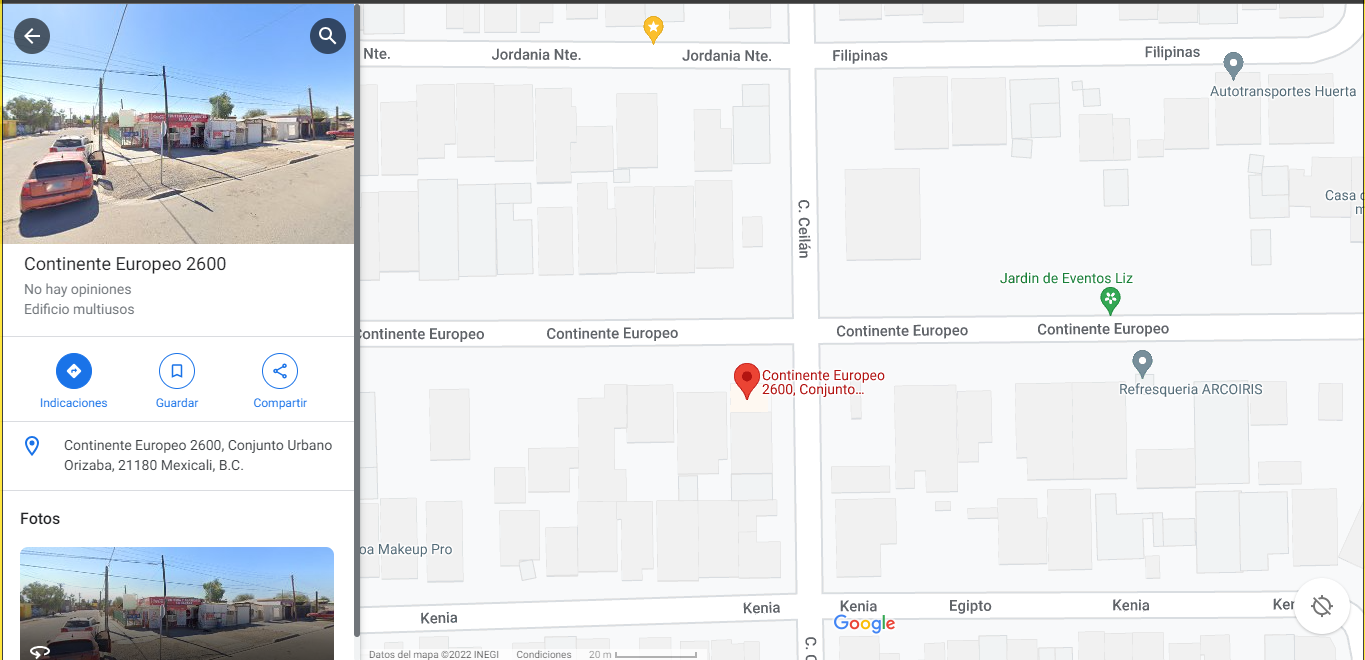 Continente Europeo 2600
No hay opiniones
Edificio multiusos
Indicaciones
Guardar
Compartir
Continente Europeo 2600, Conjunto Urbano
Orizaba, 21180 Mexicali, B.C.
Fotos
Nte.
Jordania Nte.
Jordania Nte.
Filipinas
Filipinas
Autotransportes Huerta
Casa
C. Ceilán
Jardin de Eventos Liz
Continente Europeo
Continente Europeo
Continente Europeo
Continente Europeo
Continente Europeo
2600, Conjunto...
Refresqueria ARCOIRIS
oa Makeup Pro
Kenia
Kenia
Kenia
Egipto
Kenia
Ker
Google
C. C
Datos del mapa ©2022 INEGI
Condiciones
20 m